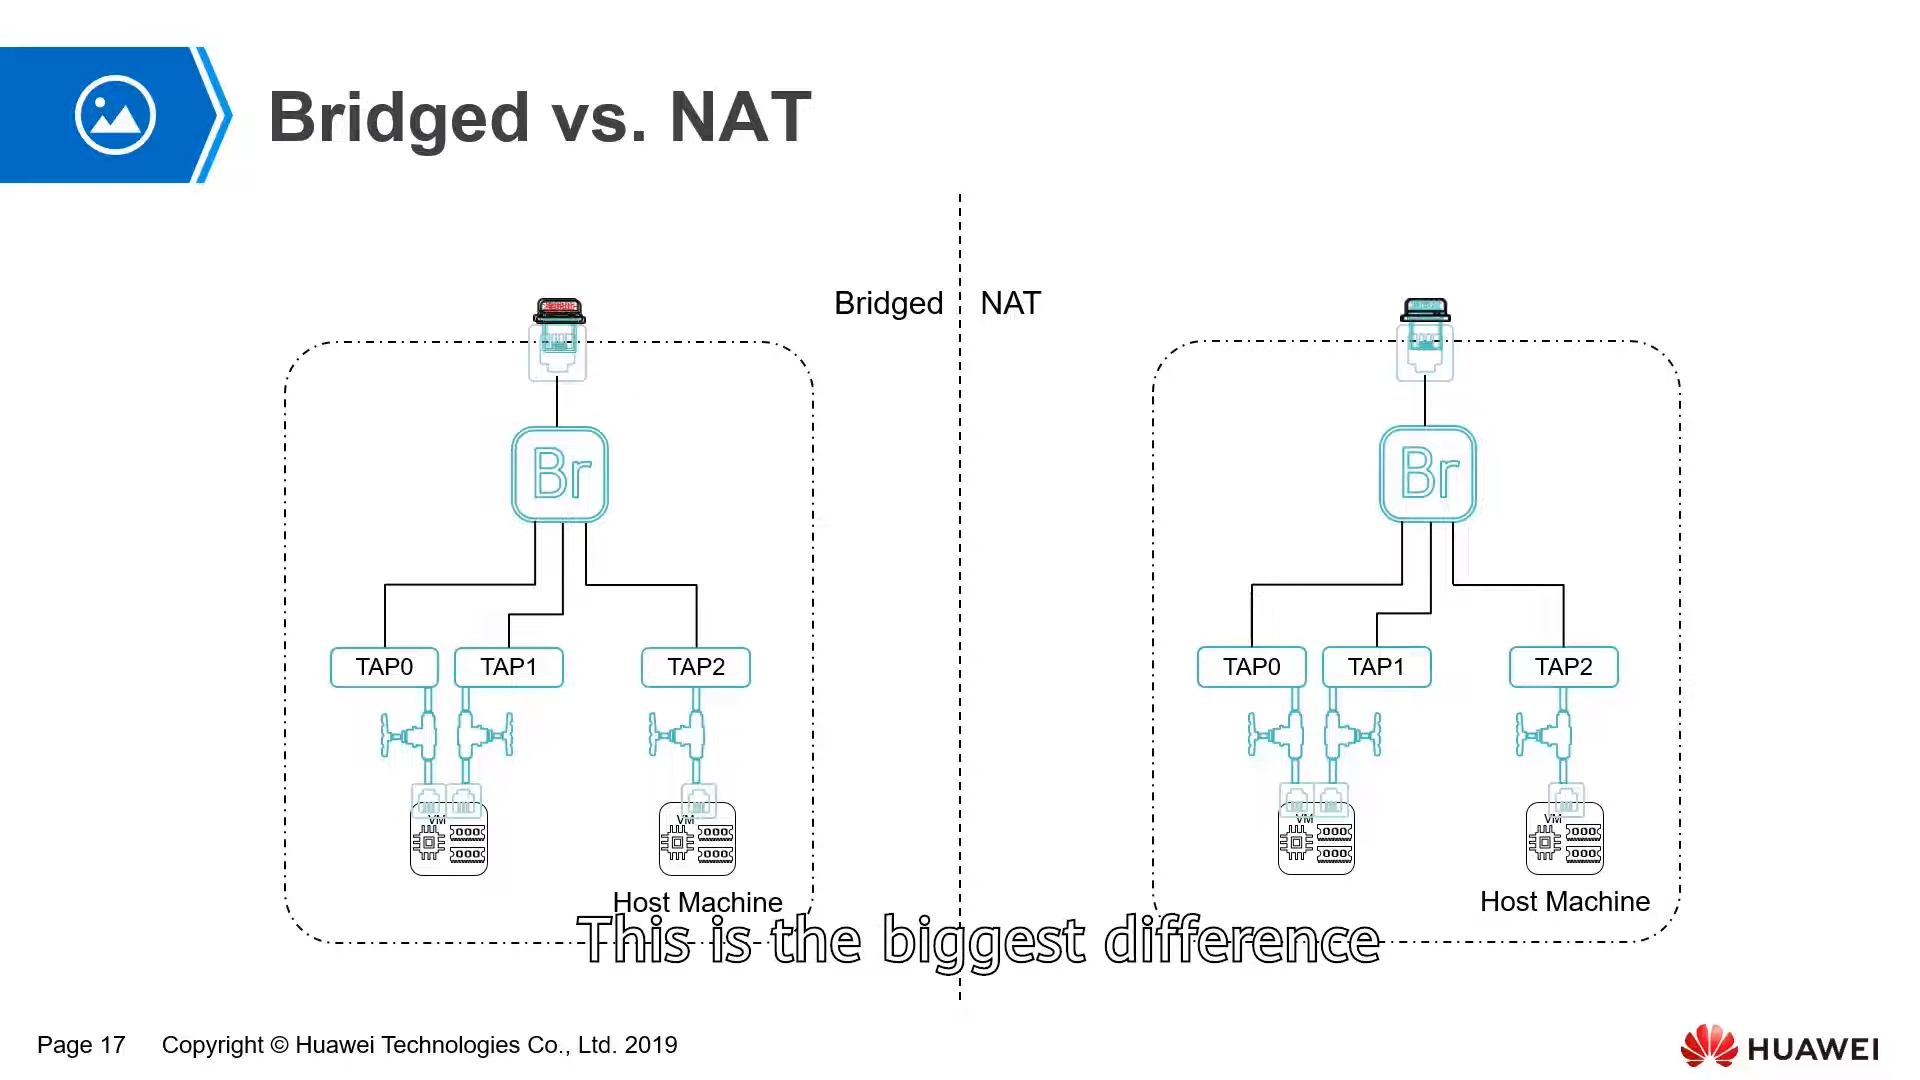 Bridged vs. NAT
Bridged
NAT
Br
Br
TAP0
TAP1
TAP2
TAP0
TAP1
TAP2
VM
VM
VM
VM
Host Machine
Host Machine
This is the biggest difference
Page 17
Copyright © Huawei Technologies Co., Ltd. 2019
HUAWEI